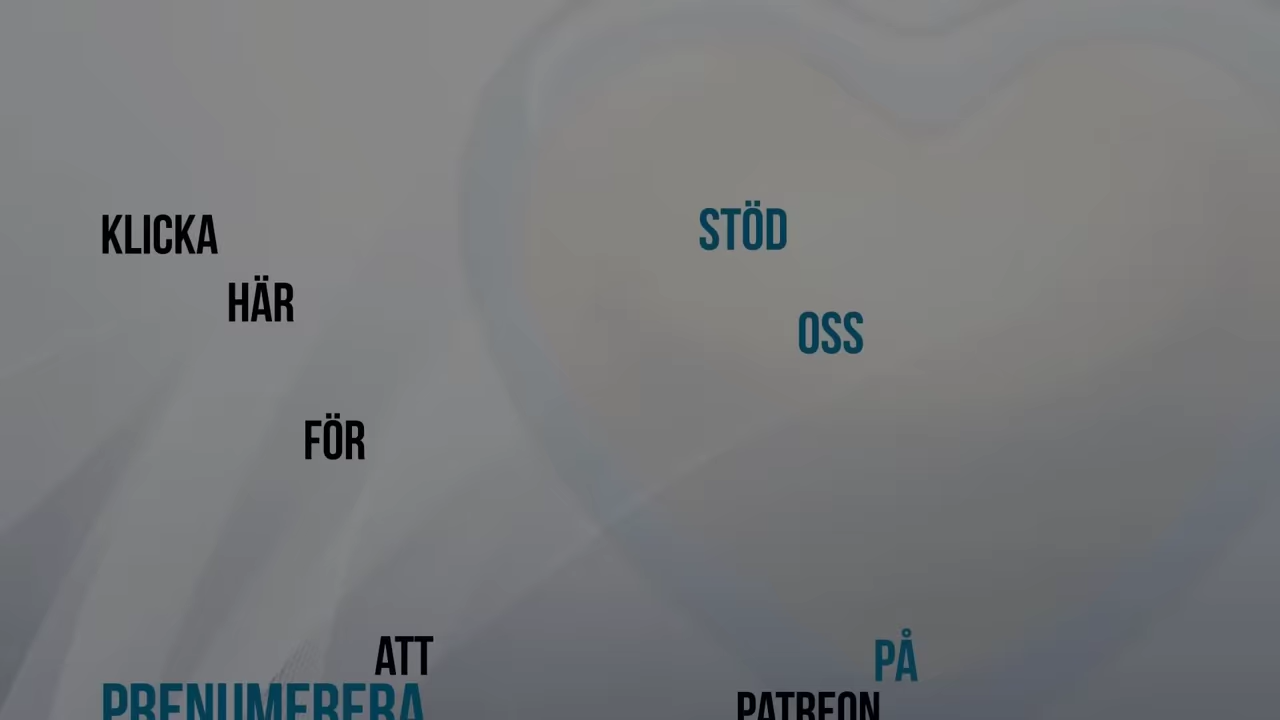 KLICKA
HÄR
FÖR
ATT
PRENUMERERA
STÖD
OSS
PÅ
PATREON